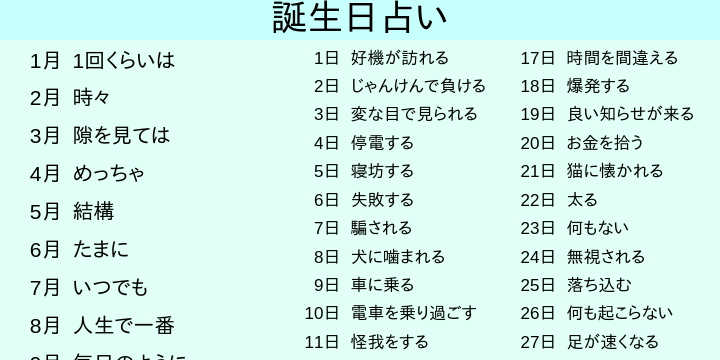 誕生日占い
1月 1回くらいは
2月 時々
3月 隙を見ては
4月 めっちゃ
5月 結構
6月 たまに
7月 いつでも
8月 人生で一番
9月 毎日のように
1日 好機が訪れる
2日 じゃんけんで負ける
3日 変な目で見られる
4日 停電する
5日 寝坊する
6日 失敗する
7日 騙される
8日 犬に噛まれる
9日 車に乗る
10日 電車を乗り過ごす
11日 怪我をする
17日 時間を間違える
18日 爆発する
19日 良い知らせが来る
20日 お金を拾う
21日 猫に懐かれる
22日 太る
23日 何もない
24日 無視される
25日 落ち込む
26日 何も起こらない
27日 足が速くなる